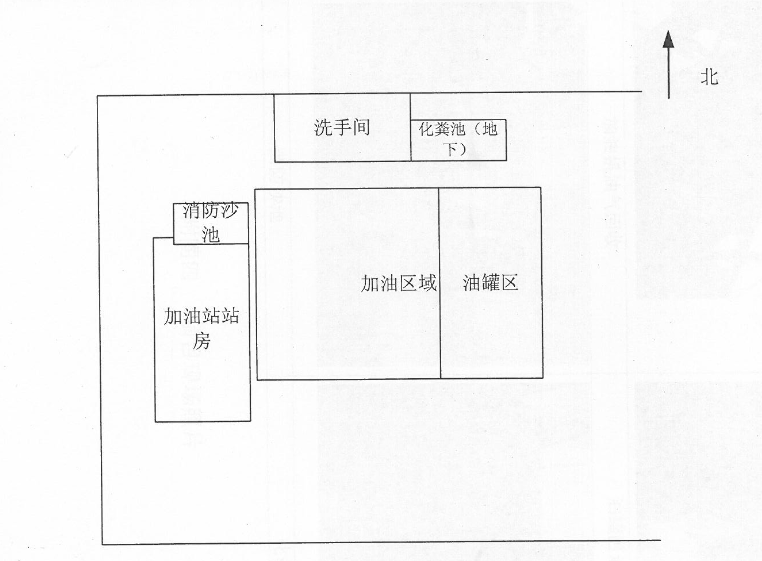 北
洗手间
化粪池（地
下）
消防沙
池
加油区域
油罐区
加油站站
房